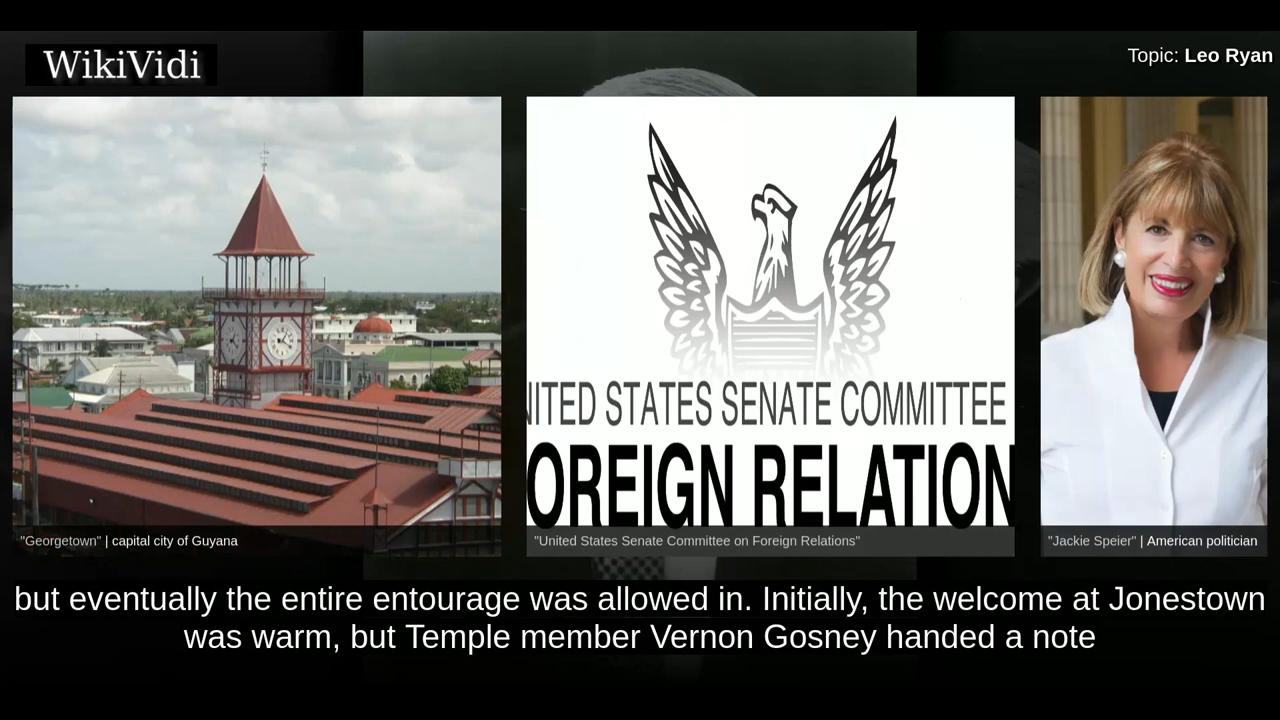 WikiVidi
Topic: Leo Ryan
NITED STATES SENATE COMMITTEE
OREIGN RELATION
"Georgetown" | capital city of Guyana
"United States Senate Committee on Foreign Relations"
"Jackie Speier" | American politician
but eventually the entire entourage was allowed in. Initially, the welcome at Jonestown
was warm, but Temple member Vernon Gosney handed a note